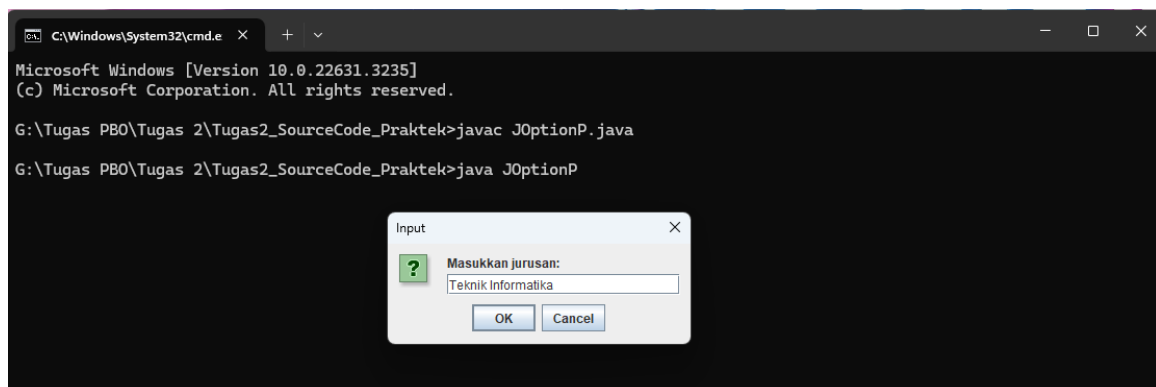 C:\Windows\System32\cmd.e
Microsoft Windows [Version 10.0.22631.3235]
(c) Microsoft Corporation. All rights reserved.
G:\Tugas PBO\Tugas 2\Tugas2_SourceCode_Praktek>javac JOptionP.java
G:\Tugas PBO\Tugas 2\Tugas2_SourceCode_Praktek>java JOptionP
Input
Masukkan jurusan:
Teknik Informatika
OK Cancel